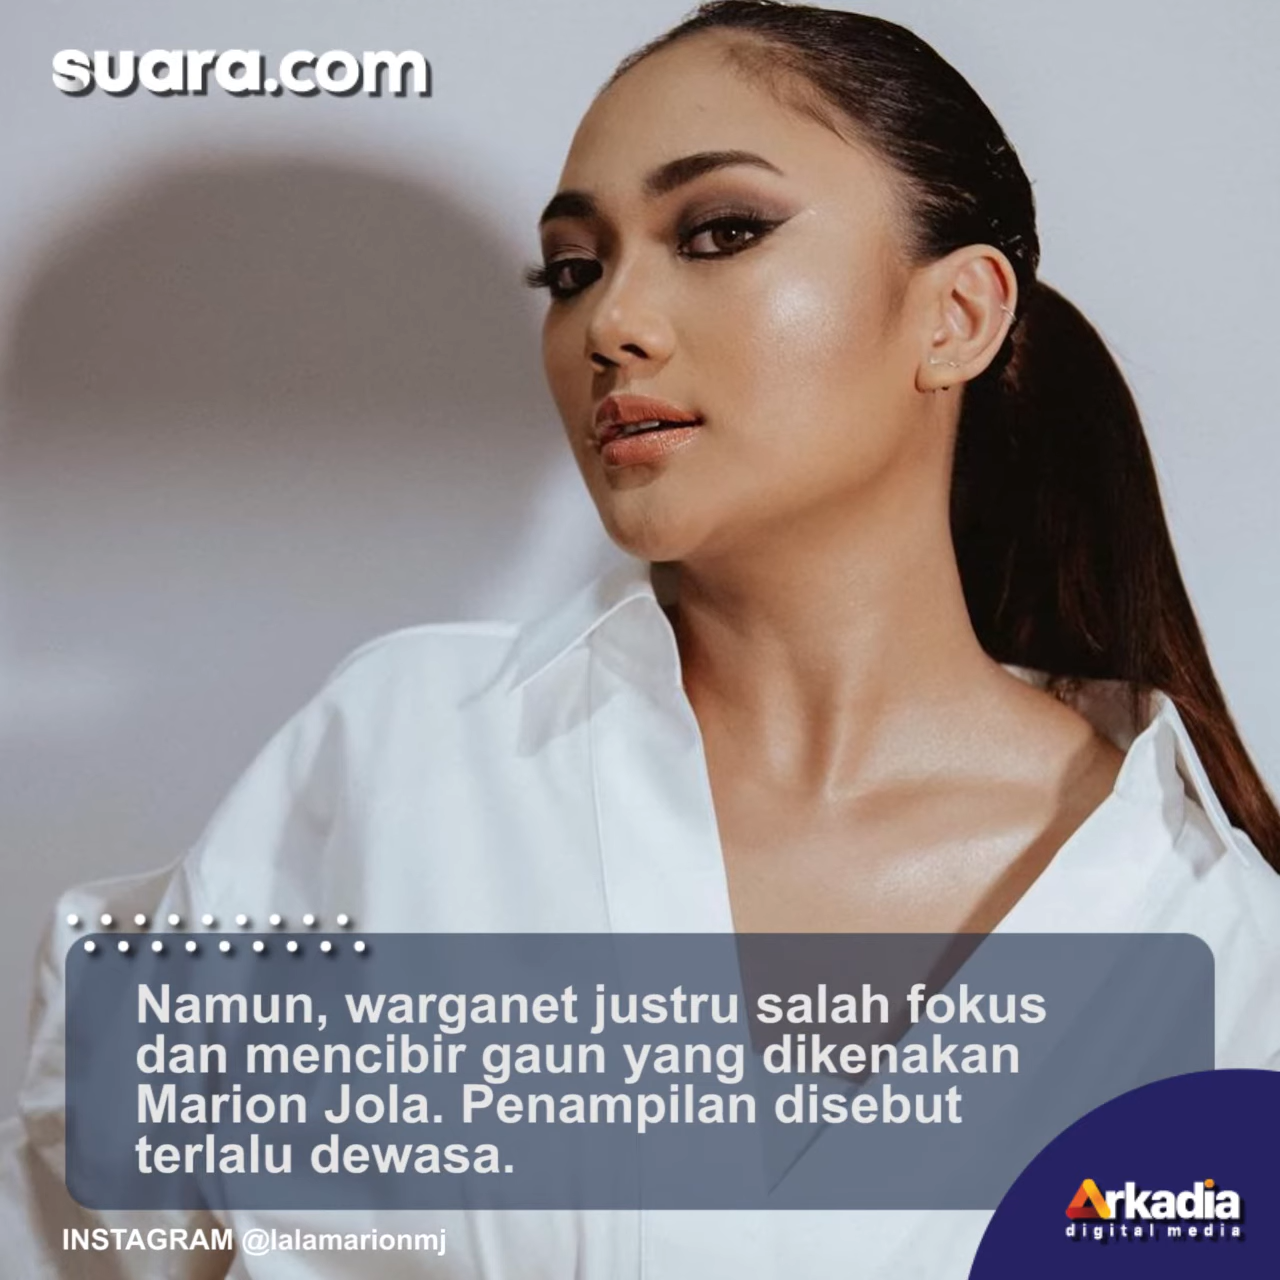 suara.com
Namun, warganet justru salah fokus
dan mencibir gaun yang dikenakan
Marion Jola. Penampilan disebut
terlalu dewasa.
INSTAGRAM @lalamarionmj
Arkadia
digital media